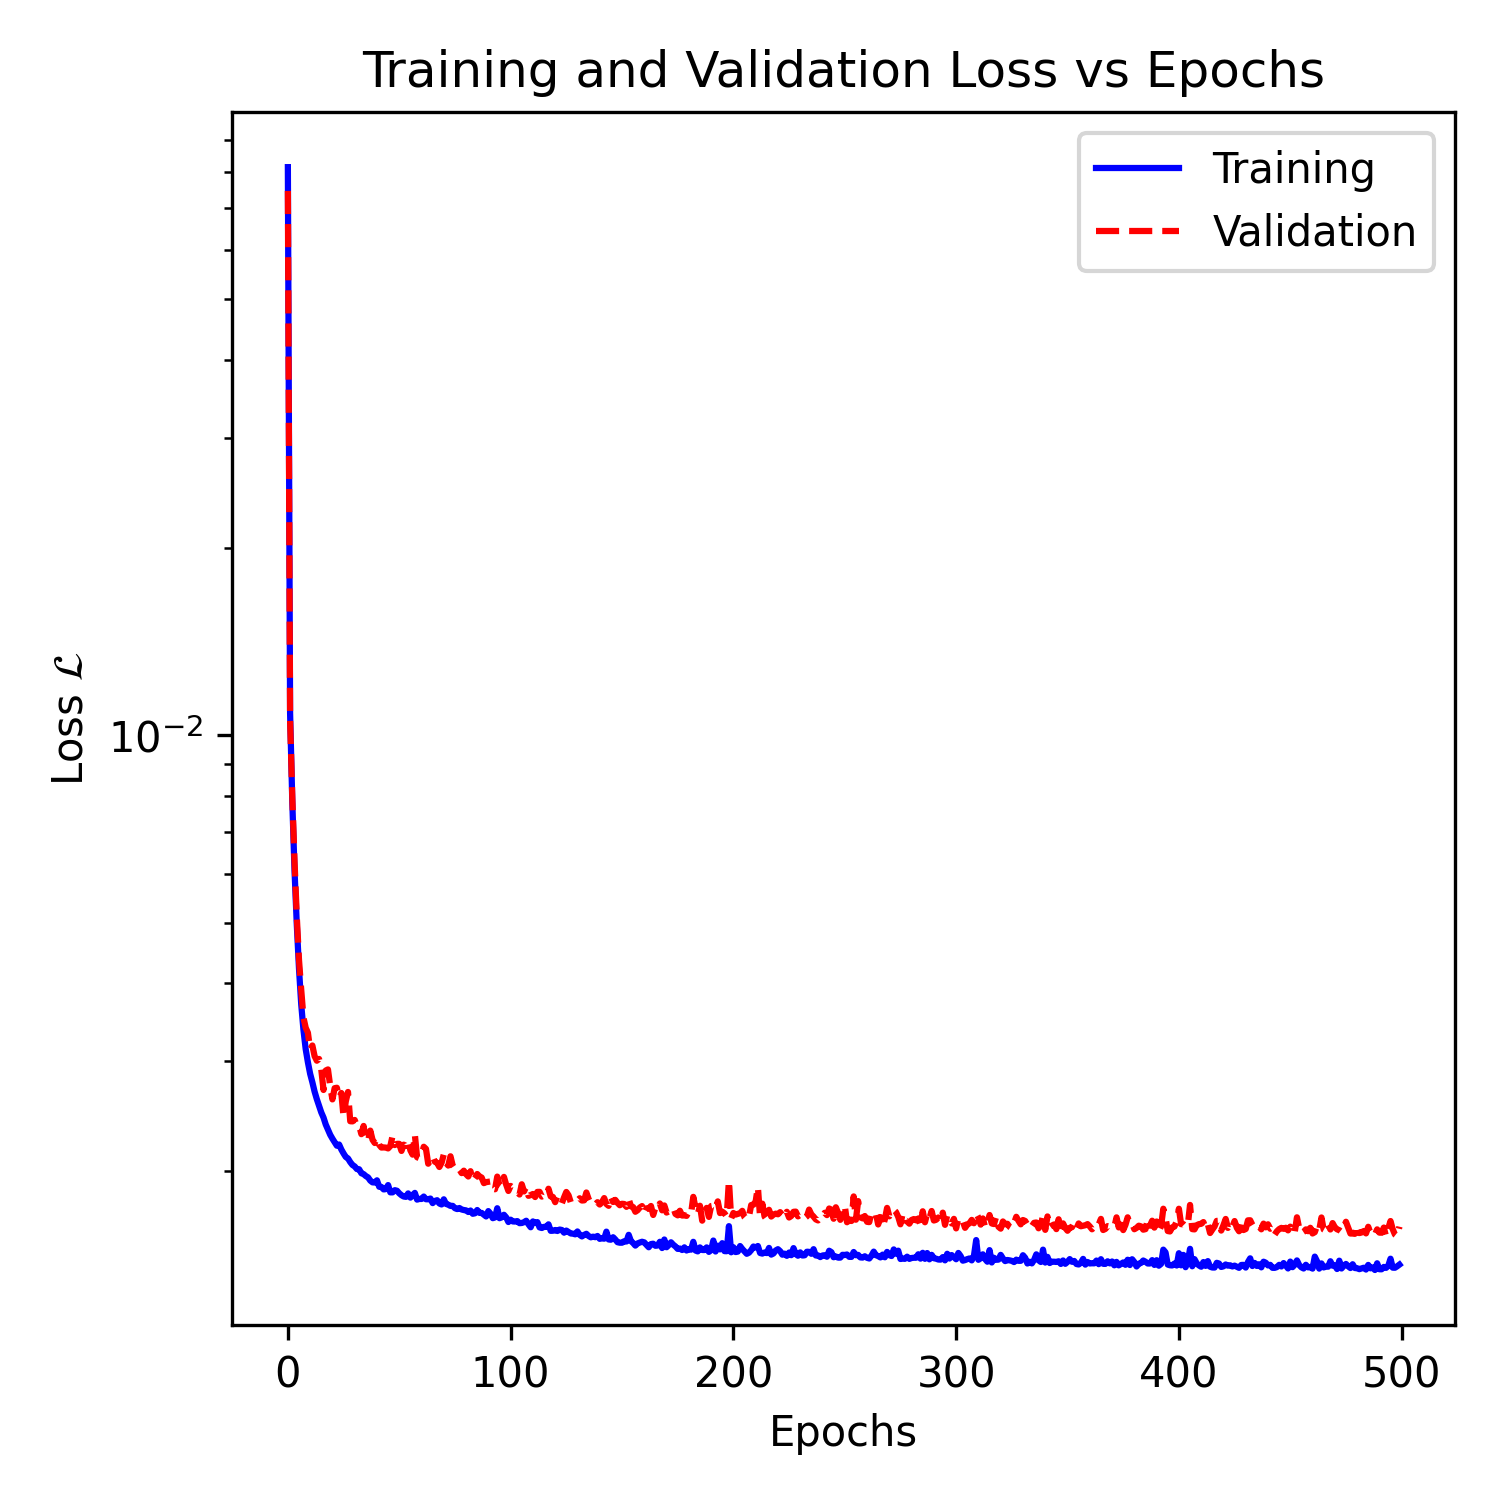 Training and Validation Loss vs Epochs
Training
Validation
Loss ℒ
10⁻²
0 100 200 300 400 500
Epochs